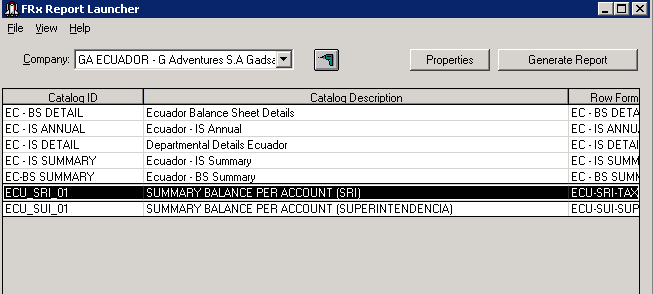 FRx Report Launcher
File View Help
Company: GA ECUADOR - G Adventures S.A Gadsa Properties Generate Report
Catalog ID Catalog Description Row Form
EC - BS DETAIL Ecuador Balance Sheet Details EC - BS DETA
EC - IS ANNUAL Ecuador - IS Annual EC - IS ANNU
EC - IS DETAIL Departmental Details Ecuador EC - IS DETAI
EC - IS SUMMARY Ecuador - IS Summary EC - IS SUMM
EC-BS SUMMARY Ecuador - BS Summary EC - BS SUMM
ECU_SRI_01 SUMMARY BALANCE PER ACCOUNT (SRI) ECU-SRI-TAX
ECU_SUI_01 SUMMARY BALANCE PER ACCOUNT (SUPERINTENDENCIA) ECU-SUI-SUP